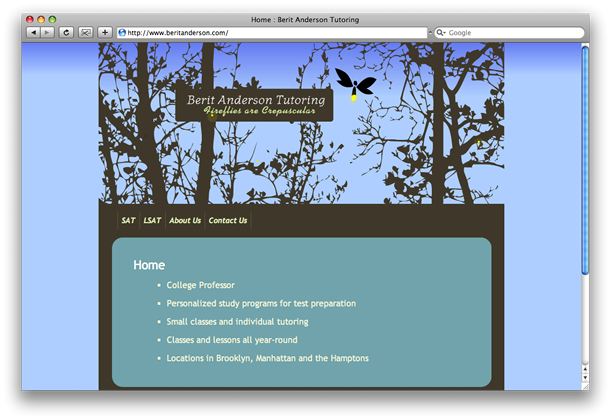 Home : Berit Anderson Tutoring
http://www.beritanderson.com/
Google
Berit Anderson Tutoring
Fireflies are Crepuscular
SAT LSAT About Us Contact Us
Home
College Professor
Personalized study programs for test preparation
Small classes and individual tutoring
Classes and lessons all year-round
Locations in Brooklyn, Manhattan and the Hamptons